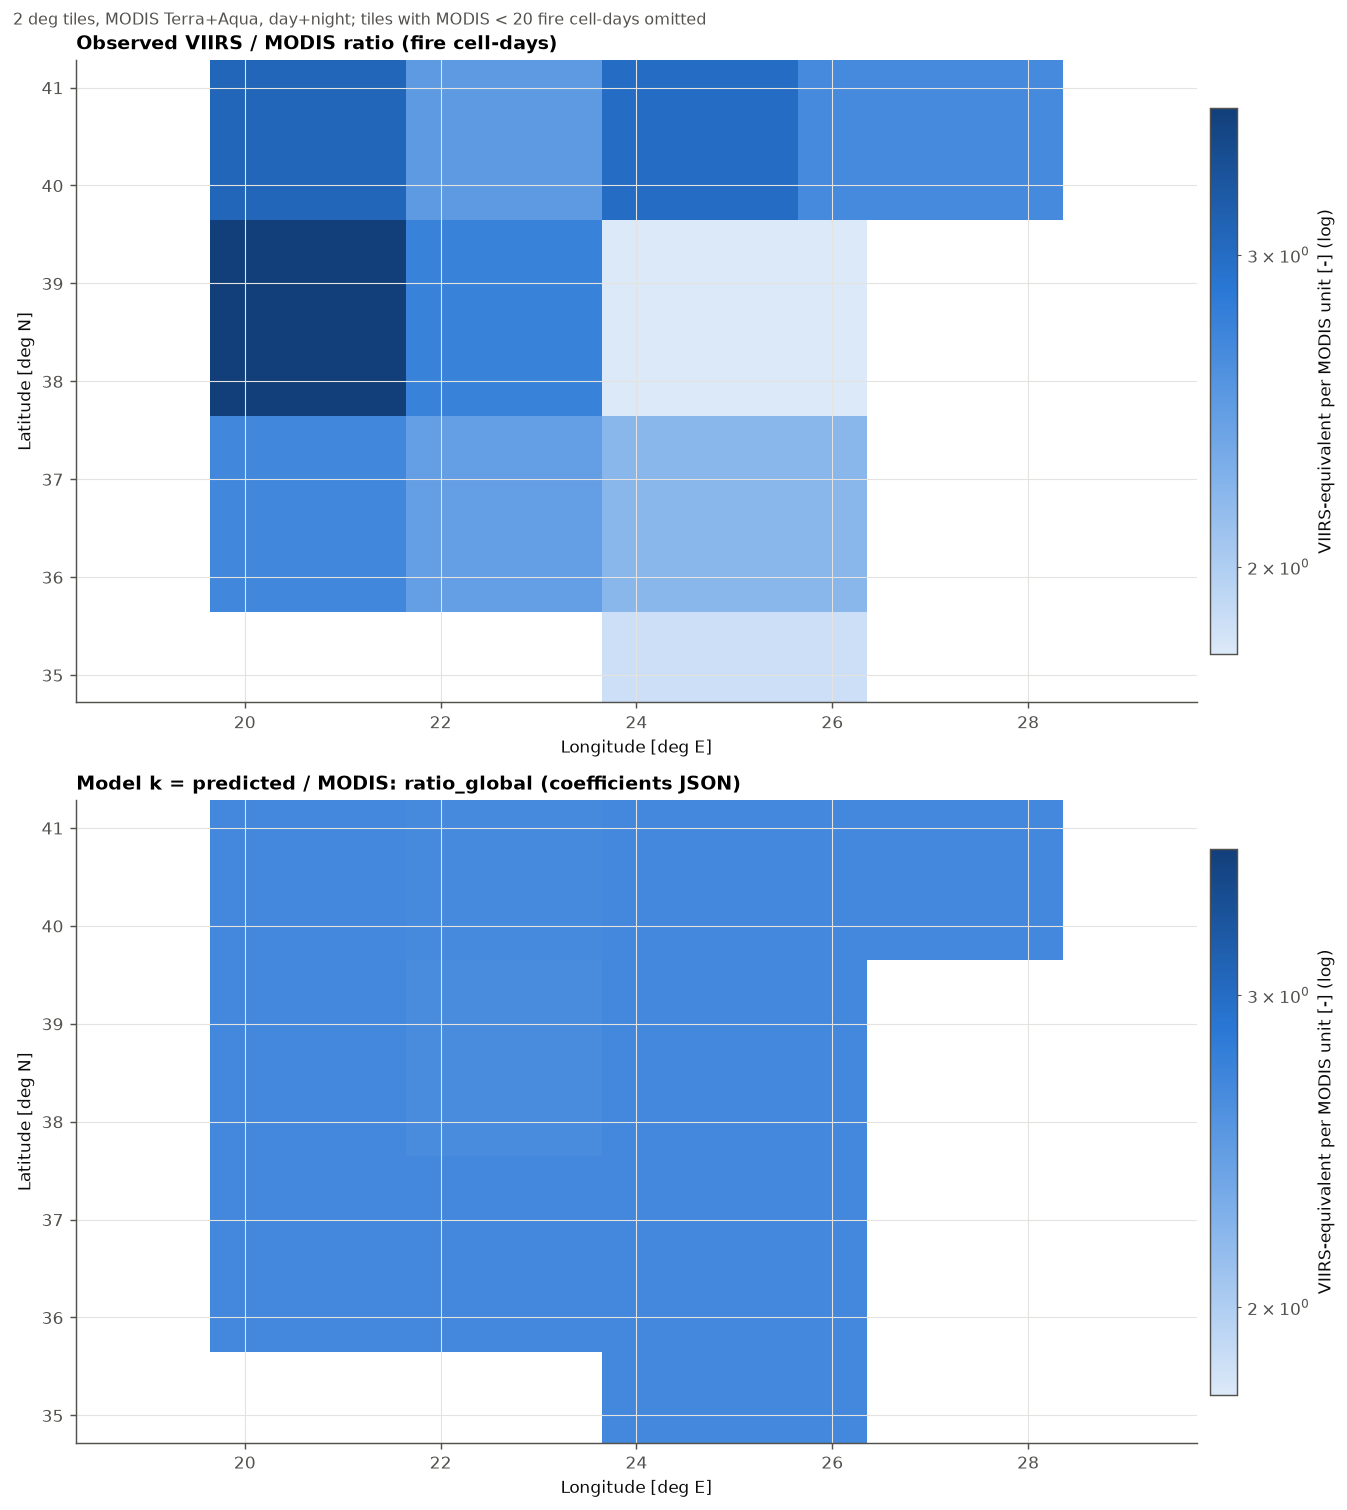 2 deg tiles, MODIS Terra+Aqua, day+night; tiles with MODIS < 20 fire cell-days omitted
Observed VIIRS / MODIS ratio (fire cell-days)
41
40
39
38
37
36
35
Latitude [deg N]
20 22 24 26 28
Longitude [deg E]
3 × 10⁰
2 × 10⁰
VIIRS-equivalent per MODIS unit [-] (log)
Model k = predicted / MODIS: ratio_global (coefficients JSON)
41
40
39
38
37
36
35
Latitude [deg N]
20 22 24 26 28
Longitude [deg E]
3 × 10⁰
2 × 10⁰
VIIRS-equivalent per MODIS unit [-] (log)